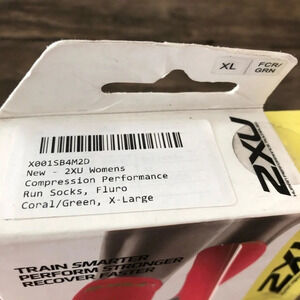 XL
FCR/
GRN
X001SB4M2D
New - 2XU Womens
Compression Performance
Run Socks, Fluro
Coral/Green, X-Large
2XU
TRAIN SMARTER
PERFORM STRONGER
RECOVER FASTER
2X